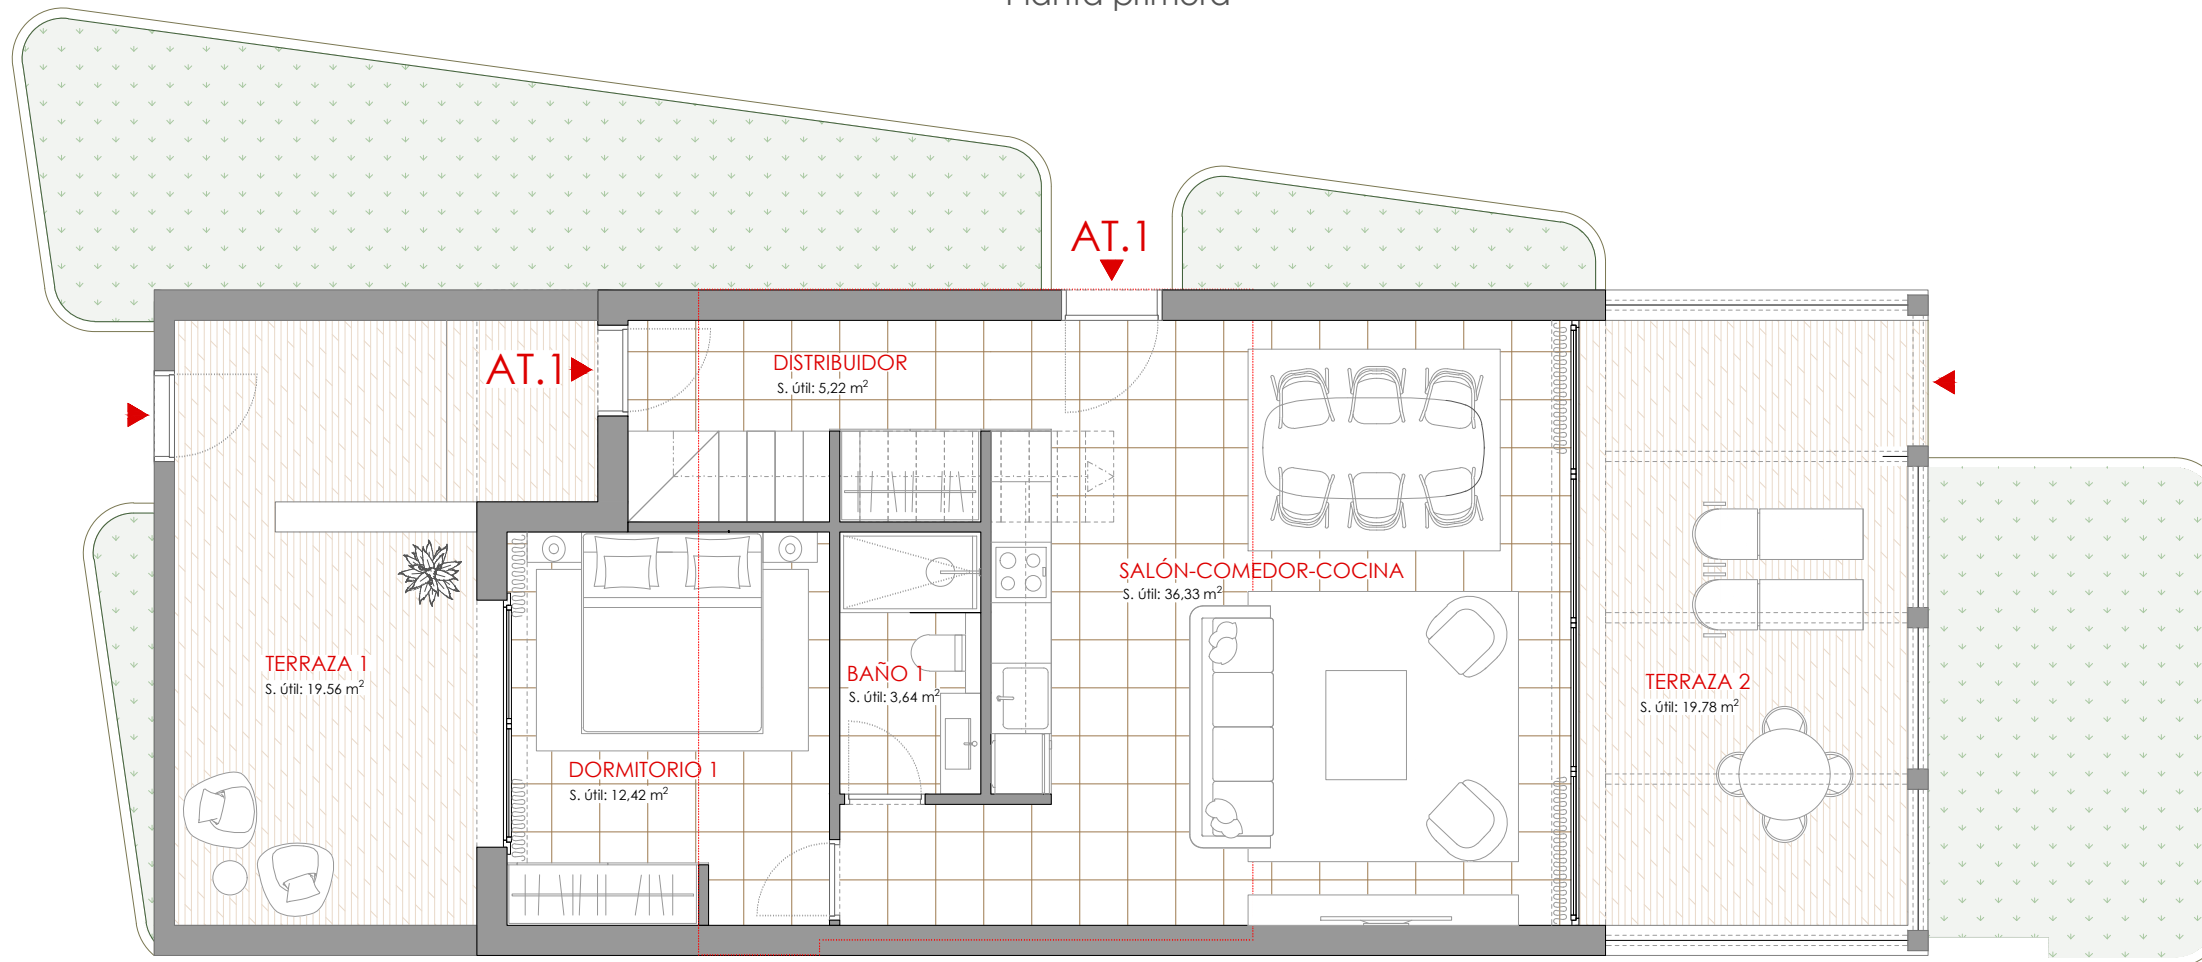 Planta primera
AT.1
AT.1
DISTRIBUIDOR
S. útil: 5,22 m²
SALÓN-COMEDOR-COCINA
S. útil: 36,33 m²
TERRAZA 1
S. útil: 19.56 m²
BAÑO 1
S. útil: 3,64 m²
TERRAZA 2
S. útil: 19.78 m²
DORMITORIO 1
S. útil: 12,42 m²